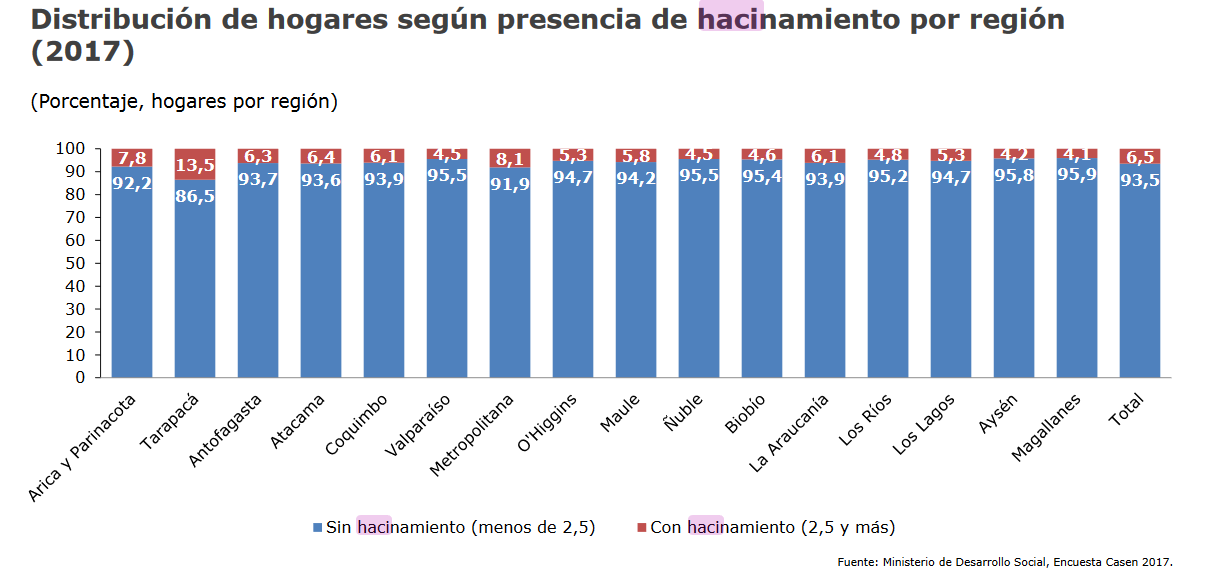 Distribución de hogares según presencia de hacinamiento por región
(2017)
(Porcentaje, hogares por región)
100
90
80
70
60
50
40
30
20
10
0
7,8 13,5 6,3 6,4 6,1 4,5 8,1 5,3 5,8 4,5 4,6 6,1 4,8 5,3 4,2 4,1 6,5
92,2 86,5 93,7 93,6 93,9 95,5 91,9 94,7 94,2 95,5 95,4 93,9 95,2 94,7 95,8 95,9 93,5
Arica y Parinacota
Tarapacá
Antofagasta
Atacama
Coquimbo
Valparaíso
Metropolitana
O'Higgins
Maule
Ñuble
Biobío
La Araucanía
Los Ríos
Los Lagos
Aysén
Magallanes
Total
Sin hacinamiento (menos de 2,5) Con hacinamiento (2,5 y más)
Fuente: Ministerio de Desarrollo Social, Encuesta Casen 2017.